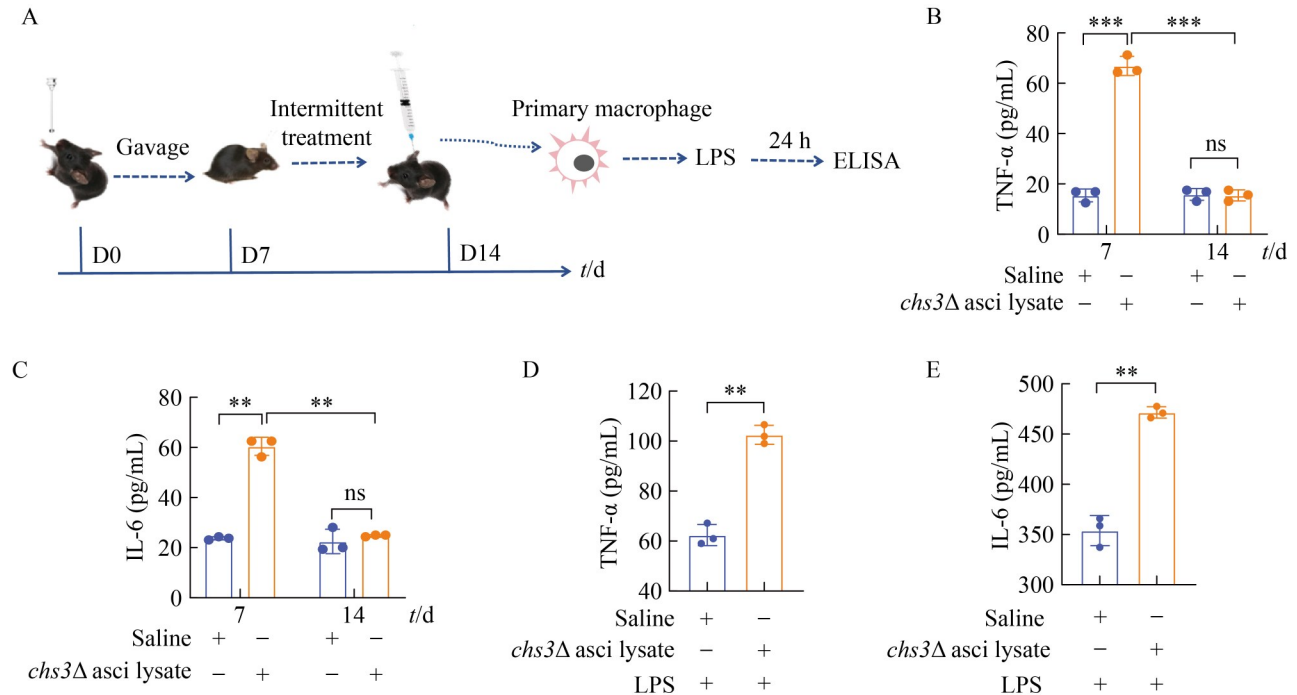 A
Gavage
Intermittent
treatment
Primary macrophage
LPS
24 h
ELISA
D0
D7
D14
t/d
B
TNF-α (pg/mL)
80
60
40
20
0
***
***
ns
7
14
t/d
Saline + − + −
chs3Δ asci lysate − + − +
C
IL-6 (pg/mL)
80
60
40
20
0
**
**
ns
7
14
t/d
Saline + − + −
chs3Δ asci lysate − + − +
D
TNF-α (pg/mL)
120
100
80
60
40
**
Saline + −
chs3Δ asci lysate − +
LPS + +
E
IL-6 (pg/mL)
500
450
400
350
300
**
Saline + −
chs3Δ asci lysate − +
LPS + +